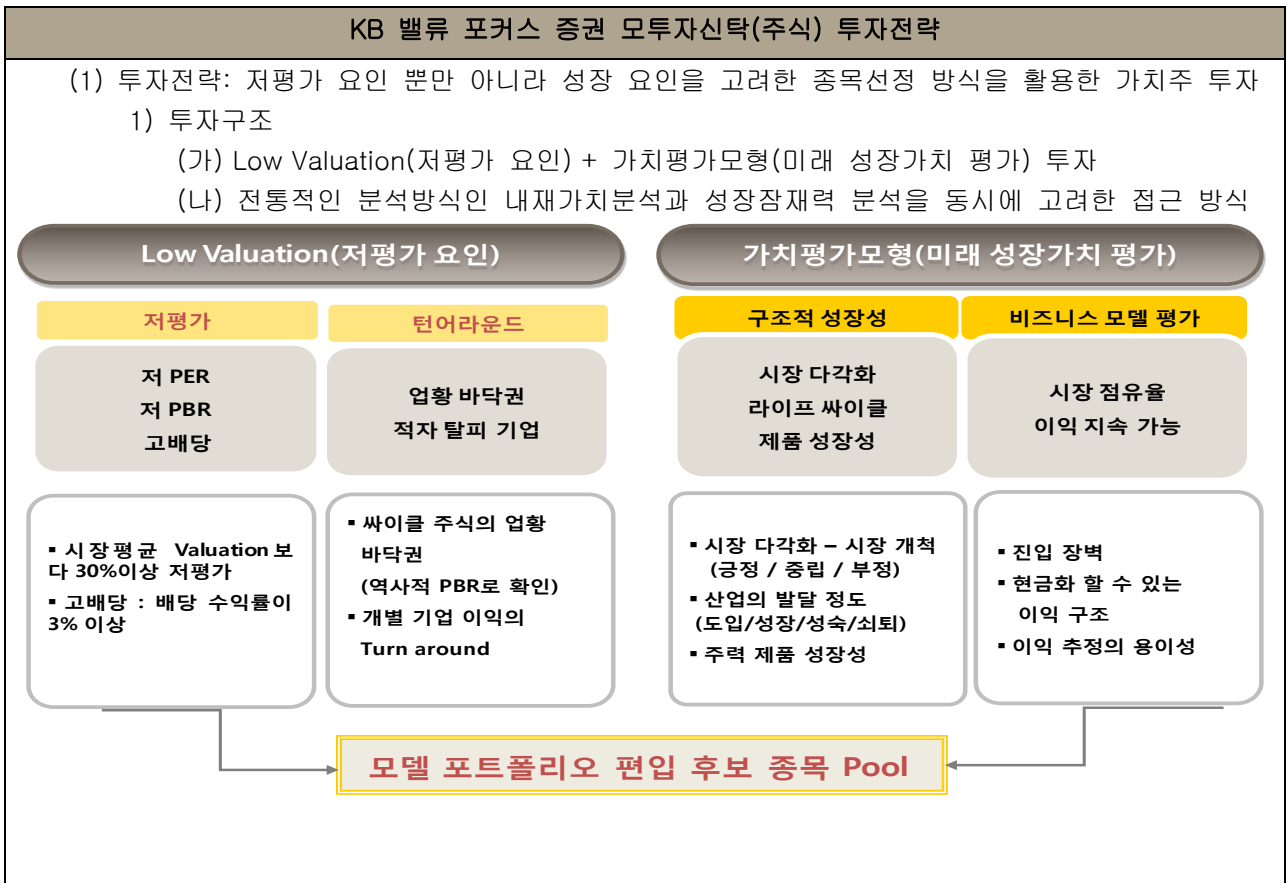 KB 밸류 포커스 증권 모투자신탁(주식) 투자전략
(1) 투자전략: 저평가 요인 뿐만 아니라 성장 요인을 고려한 종목선정 방식을 활용한 가치주 투자
1) 투자구조
(가) Low Valuation(저평가 요인) + 가치평가모형(미래 성장가치 평가) 투자
(나) 전통적인 분석방식인 내재가치분석과 성장잠재력 분석을 동시에 고려한 접근 방식
Low Valuation(저평가 요인)
저평가
저 PER
저 PBR
고배당
▪ 시장평균 Valuation 보
다 30%이상 저평가
▪ 고배당 : 배당 수익률이
3% 이상
턴어라운드
업황 바닥권
적자 탈피 기업
▪ 싸이클 주식의 업황
바닥권
(역사적 PBR로 확인)
▪ 개별 기업 이익의
Turn around
가치평가모형(미래 성장가치 평가)
구조적 성장성
시장 다각화
라이프 싸이클
제품 성장성
▪ 시장 다각화 – 시장 개척
(긍정 / 중립 / 부정)
▪ 산업의 발달 정도
(도입/성장/성숙/쇠퇴)
▪ 주력 제품 성장성
비즈니스 모델 평가
시장 점유율
이익 지속 가능
▪ 진입 장벽
▪ 현금화 할 수 있는
이익 구조
▪ 이익 추정의 용이성
모델 포트폴리오 편입 후보 종목 Pool